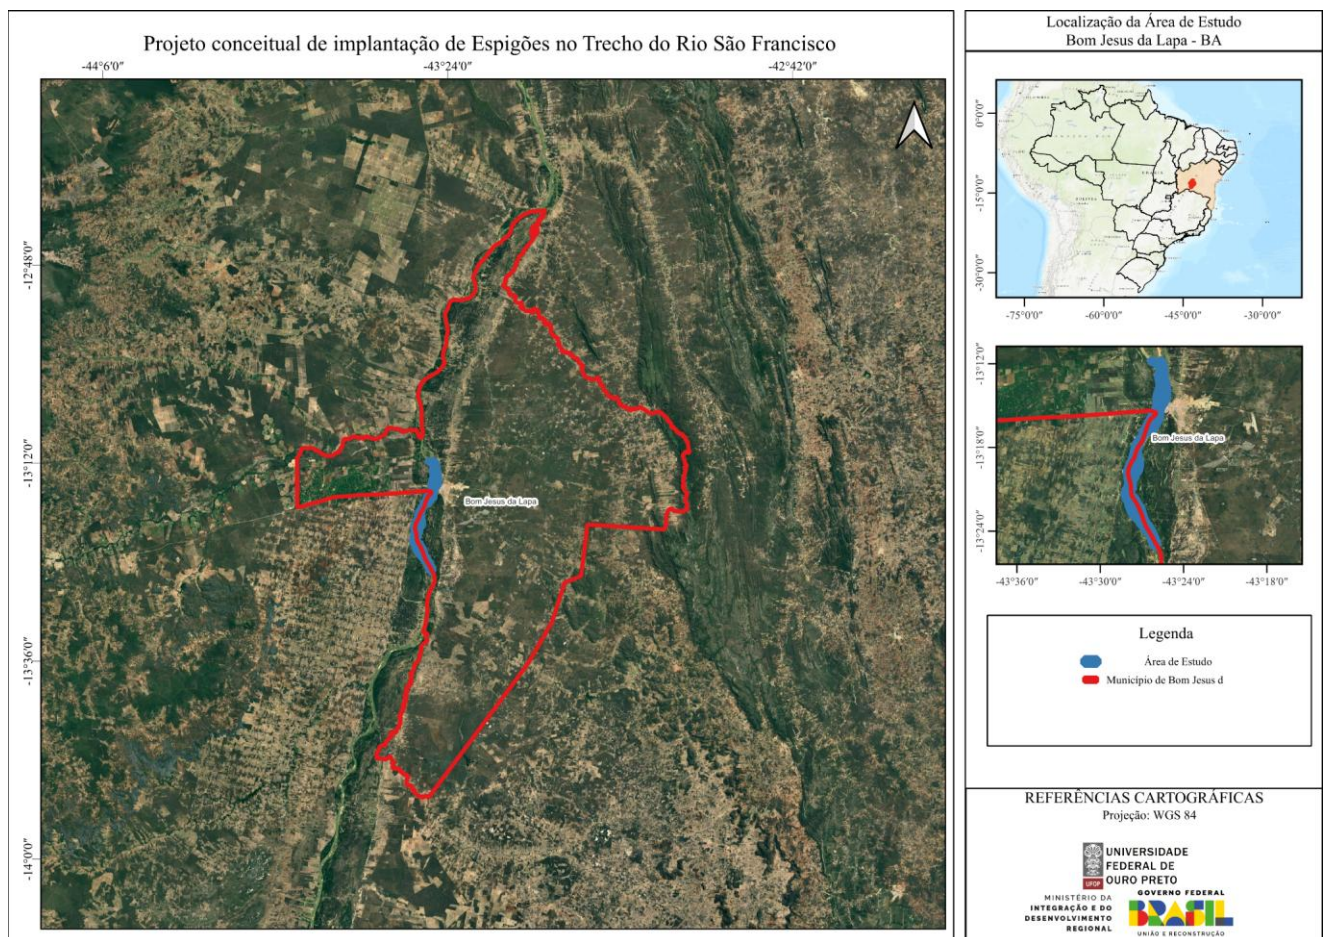 Projeto conceitual de implantação de Espigões no Trecho do Rio São Francisco
-44°6'0"
-43°24'0"
-42°42'0"
-12°48'0"
-13°12'0"
-13°36'0"
-14°0'0"
Bom Jesus da Lapa
Localização da Área de Estudo
Bom Jesus da Lapa - BA
0°0'0"
-15°0'0"
-30°0'0"
-75°0'0"
-60°0'0"
-45°0'0"
-30°0'0"
-13°12'0"
-13°18'0"
-13°24'0"
Bom Jesus da Lapa
-43°36'0"
-43°30'0"
-43°24'0"
-43°18'0"
Legenda
Área de Estudo
Município de Bom Jesus d
REFERÊNCIAS CARTOGRÁFICAS
Projeção: WGS 84
UFOP
UNIVERSIDADE
FEDERAL DE
OURO PRETO
MINISTÉRIO DA
INTEGRAÇÃO E DO
DESENVOLVIMENTO
REGIONAL
GOVERNO FEDERAL
BRASIL
UNIÃO E RECONSTRUÇÃO